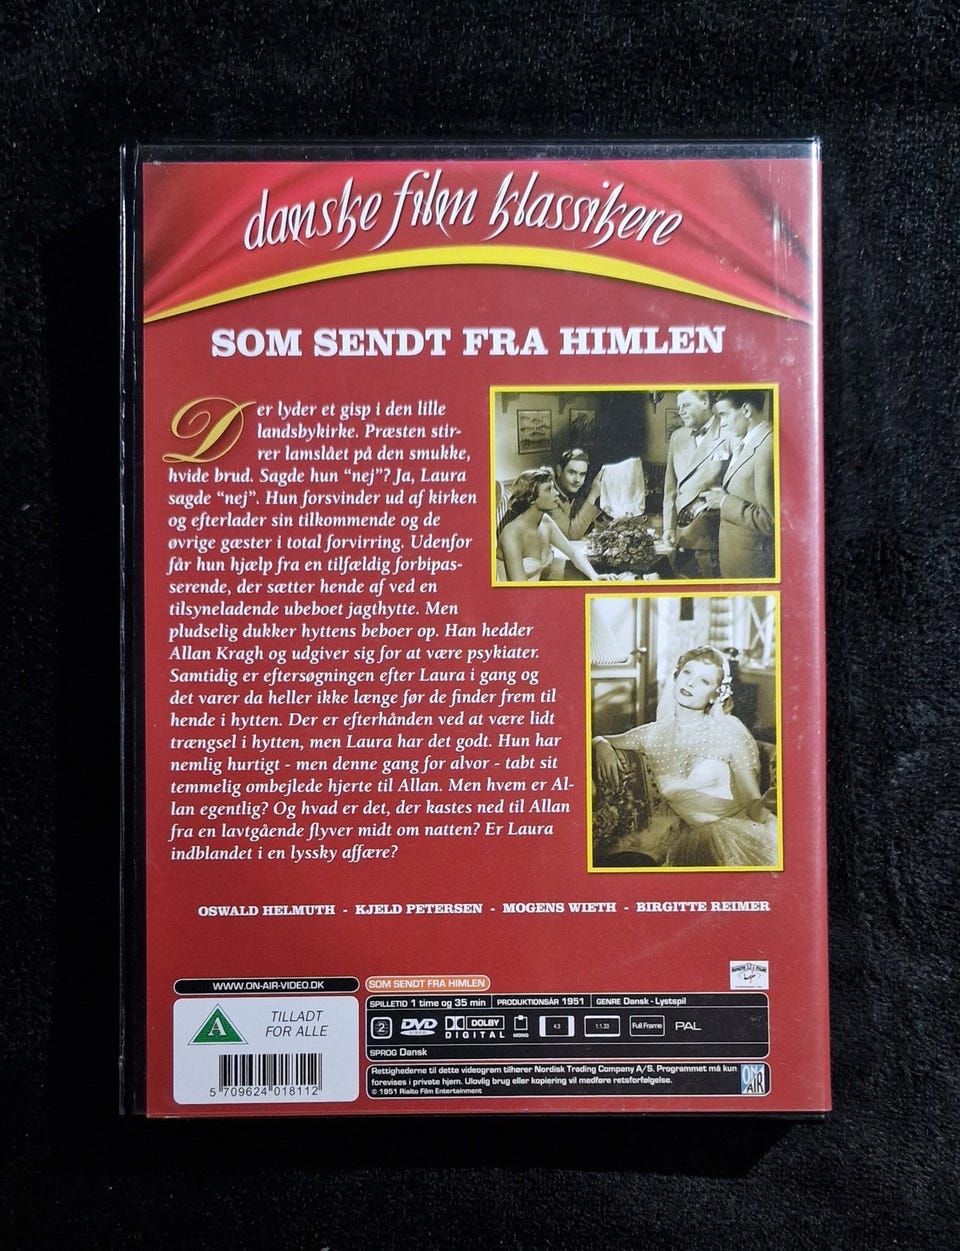 danske film klassikere
SOM SENDT FRA HIMLEN
Der lyder et gisp i den lille
landsbykirke. Præsten stir-
rer lamslået på den smukke,
hvide brud. Sagde hun "nej"? Ja, Laura
sagde "nej". Hun forsvinder ud af kirken
og efterlader sin tilkommende og de
øvrige gæster i total forvirring. Udenfor
får hun hjælp fra en tilfældig forbipas-
serende, der sætter hende af ved en
tilsyneladende ubeboet jagthytte. Men
pludselig dukker hyttens beboer op. Han hedder
Allan Kragh og udgiver sig for at være psykiater.
Samtidig er eftersøgningen efter Laura i gang og
det varer da heller ikke længe før de finder frem til
hende i hytten. Der er efterhånden ved at være lidt
trængsel i hytten, men Laura har det godt. Hun har
nemlig hurtigt - men denne gang for alvor - tabt sit
temmelig ombejlede hjerte til Allan. Men hvem er Al-
lan egentlig? Og hvad er det, der kastes ned til Allan
fra en lavtgående flyver midt om natten? Er Laura
indblandet i en lyssky affære?
OSWALD HELMUTH - KJELD PETERSEN - MOGENS WIETH - BIRGITTE REIMER
WWW.ON-AIR-VIDEO.DK
A
TILLADT
FOR ALLE
5 709624 018112
SOM SENDT FRA HIMLEN
SPILLETID 1 time og 35 min PRODUKTIONSÅR 1951 GENRE Dansk - Lystspil
2 DVD VIDEO DOLBY DIGITAL MONO 4:3 1:1.33 Full Frame PAL
SPROG Dansk
Rettighederne til dette videogram tilhører Nordisk Trading Company A/S. Programmet må kun
forevises i private hjem. Ulovlig brug eller kopiering vil medføre retsforfølgelse.
© 1951 Rialto Film Entertainment
ON AIR